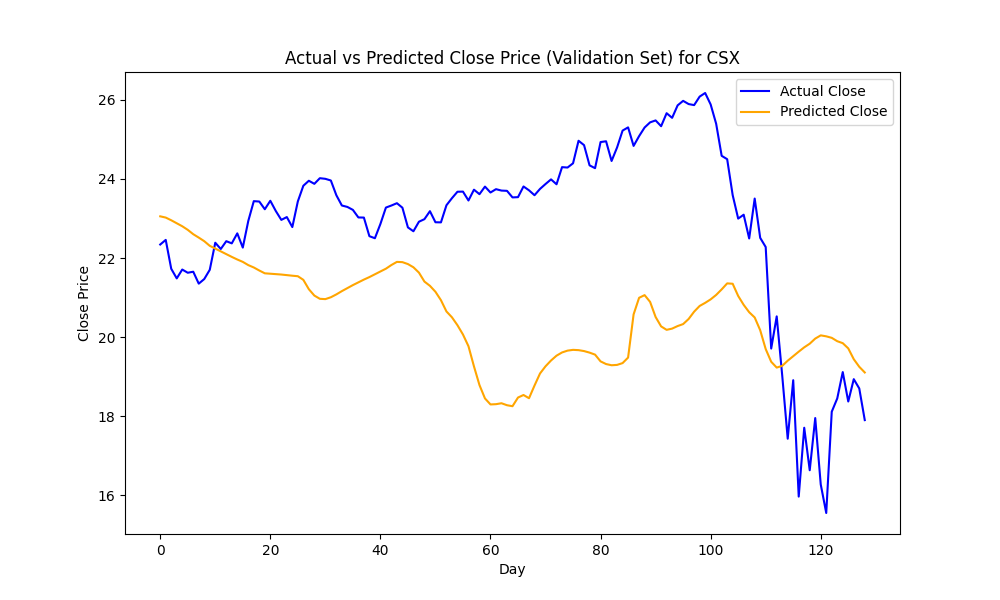 Actual vs Predicted Close Price (Validation Set) for CSX
Actual Close
Predicted Close
Close Price
26
24
22
20
18
16
0 20 40 60 80 100 120
Day